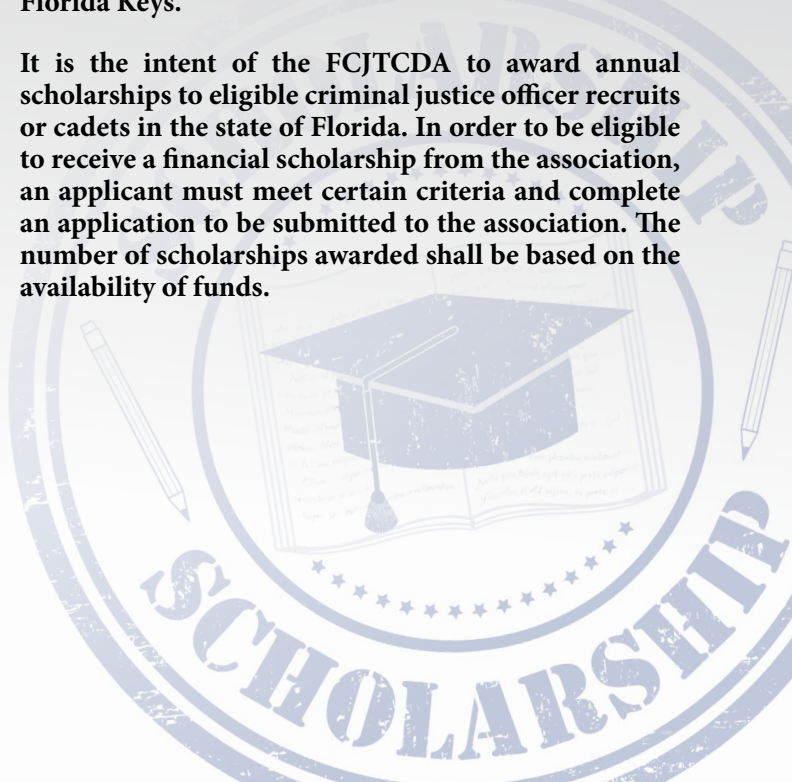 Florida Keys.
It is the intent of the FCJTCDA to award annual
scholarships to eligible criminal justice officer recruits
or cadets in the state of Florida. In order to be eligible
to receive a financial scholarship from the association,
an applicant must meet certain criteria and complete
an application to be submitted to the association. The
number of scholarships awarded shall be based on the
availability of funds.
SCHOLARSHIP
SCHOLARSHIP